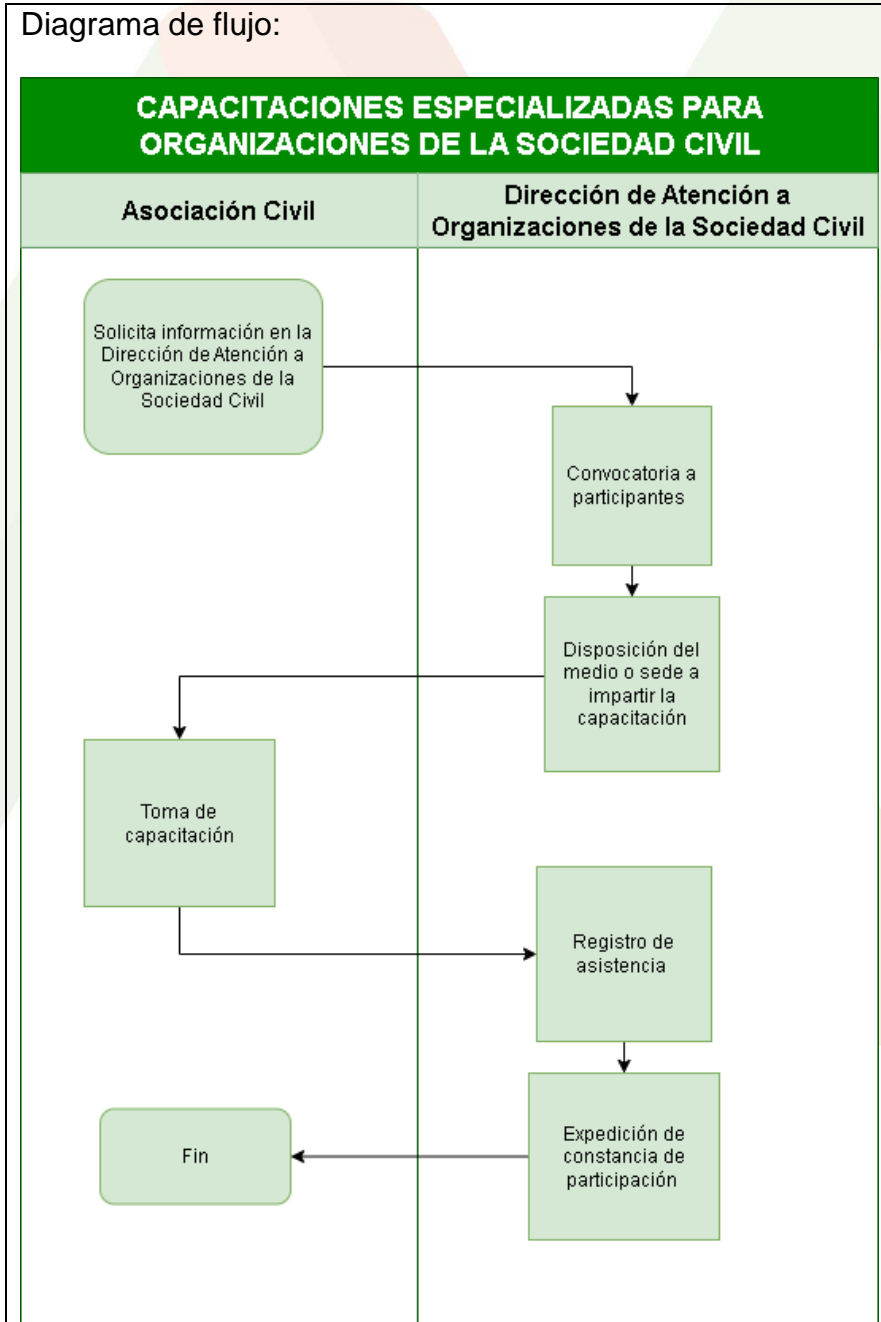 Diagrama de flujo:
CAPACITACIONES ESPECIALIZADAS PARA
ORGANIZACIONES DE LA SOCIEDAD CIVIL
Asociación Civil
Dirección de Atención a
Organizaciones de la Sociedad Civil
Solicita información en la
Dirección de Atención a
Organizaciones de la
Sociedad Civil
Convocatoria a
participantes
Disposición del
medio o sede a
impartir la
capacitación
Toma de
capacitación
Registro de
asistencia
Expedición de
constancia de
participación
Fin